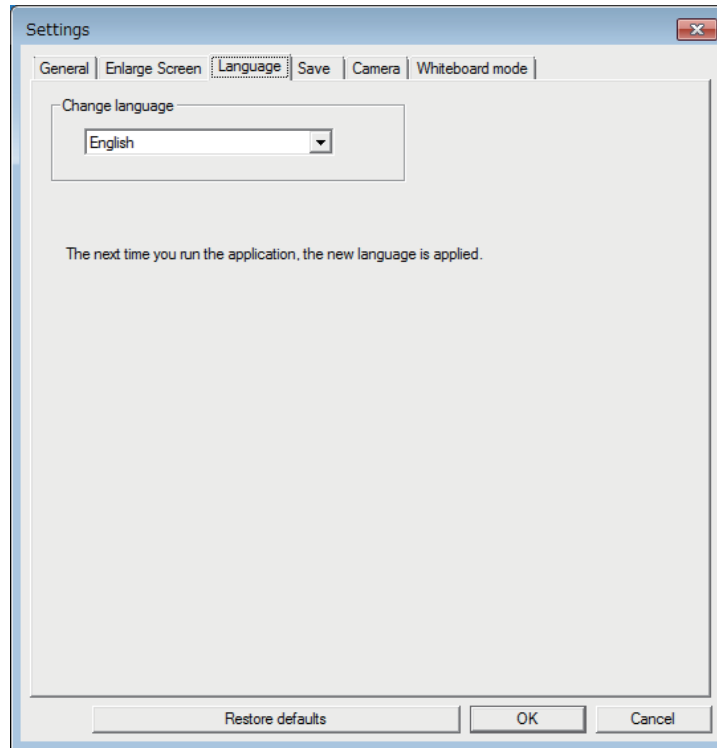 Settings
General Enlarge Screen Language Save Camera Whiteboard mode
Change language
English
The next time you run the application, the new language is applied.
Restore defaults OK Cancel